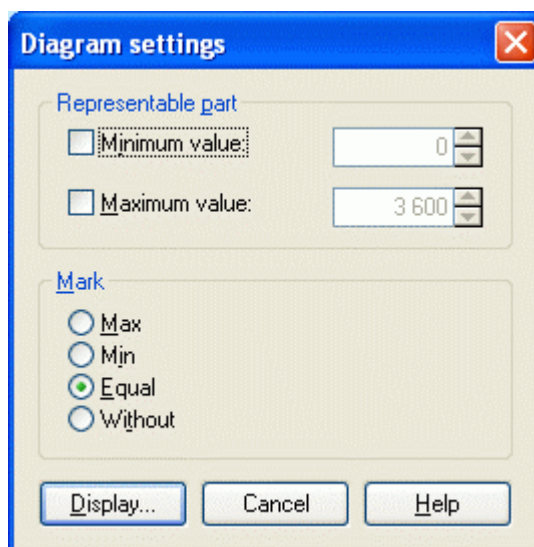 Diagram settings
Representable part
Minimum value: 0
Maximum value: 3 600
Mark
Max
Min
Equal
Without
Display... Cancel Help